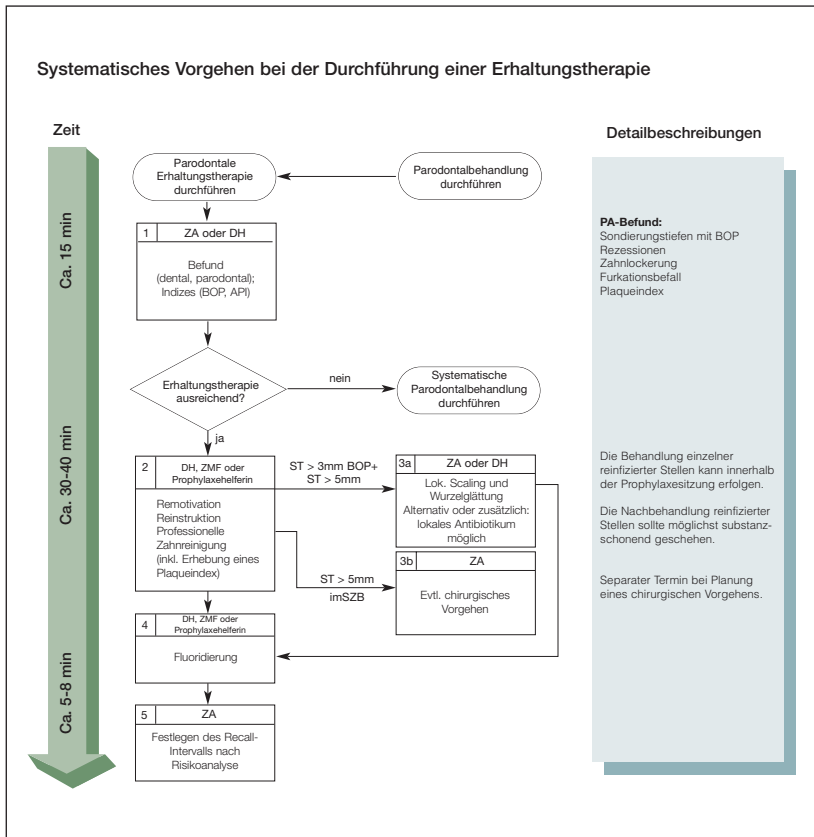 Systematisches Vorgehen bei der Durchführung einer Erhaltungstherapie
Zeit
Detailbeschreibungen
Ca. 15 min
Ca. 30-40 min
Ca. 5-8 min
Parodontale
Erhaltungstherapie
durchführen
Parodontalbehandlung
durchführen
1 ZA oder DH
Befund
(dental, parodontal);
Indizes (BOP, API)
Erhaltungstherapie
ausreichend?
nein
Systematische
Parodontalbehandlung
durchführen
ja
2 DH, ZMF oder
Prophylaxehelferin
Remotivation
Reinstruktion
Professionelle
Zahnreinigung
(inkl. Erhebung eines
Plaqueindex)
ST > 3mm BOP+
ST > 5mm
3a ZA oder DH
Lok. Scaling und
Wurzelglättung
Alternativ oder zusätzlich:
lokales Antibiotikum
möglich
ST > 5mm
imSZB
3b ZA
Evtl. chirurgisches
Vorgehen
4 DH, ZMF oder
Prophylaxehelferin
Fluoridierung
5 ZA
Festlegen des Recall-
Intervalls nach
Risikoanalyse
PA-Befund:
Sondierungstiefen mit BOP
Rezessionen
Zahnlockerung
Furkationsbefall
Plaqueindex
Die Behandlung einzelner
reinfizierter Stellen kann innerhalb
der Prophylaxesitzung erfolgen.
Die Nachbehandlung reinfizierter
Stellen sollte möglichst substanz-
schonend geschehen.
Separater Termin bei Planung
eines chirurgischen Vorgehens.